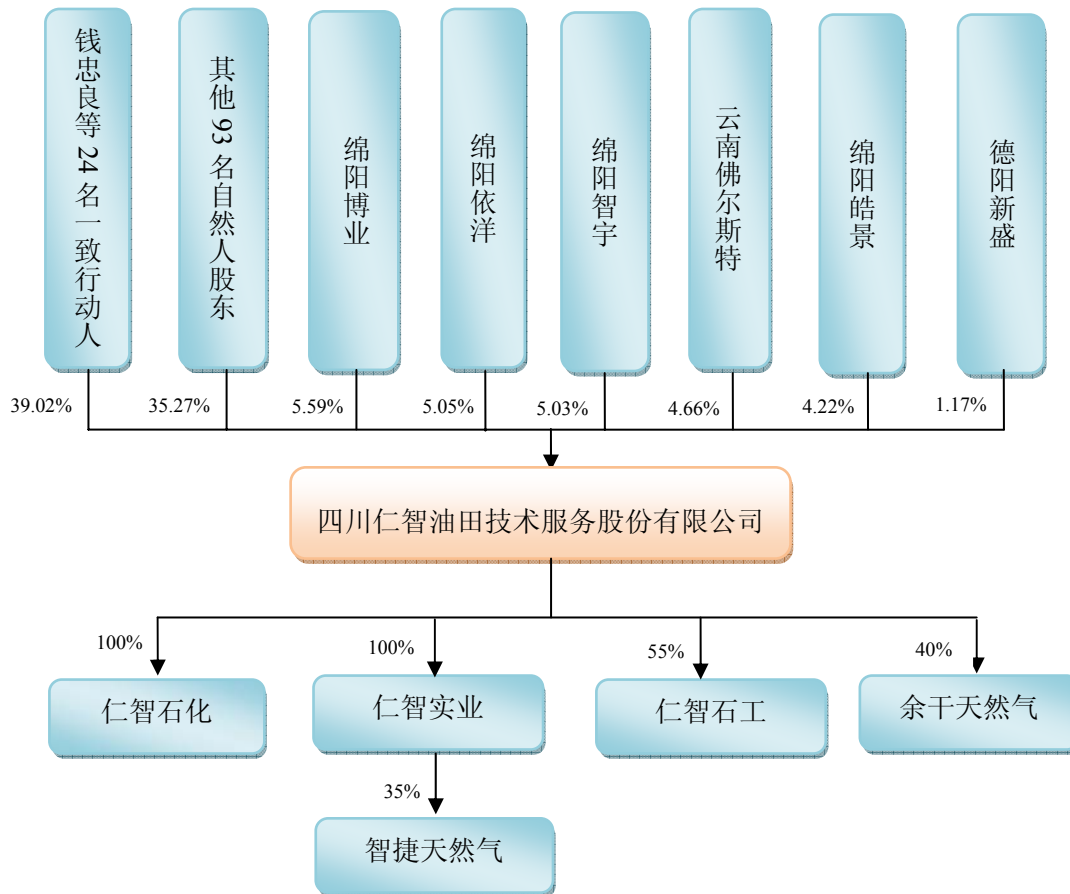 钱忠良等 24 名一致行动人
其他 93 名自然人股东
绵阳博业
绵阳依洋
绵阳智宇
云南佛尔斯特
绵阳皓景
德阳新盛
39.02%
35.27%
5.59%
5.05%
5.03%
4.66%
4.22%
1.17%
四川仁智油田技术服务股份有限公司
100%
100%
55%
40%
仁智石化
仁智实业
仁智石工
余干天然气
35%
智捷天然气